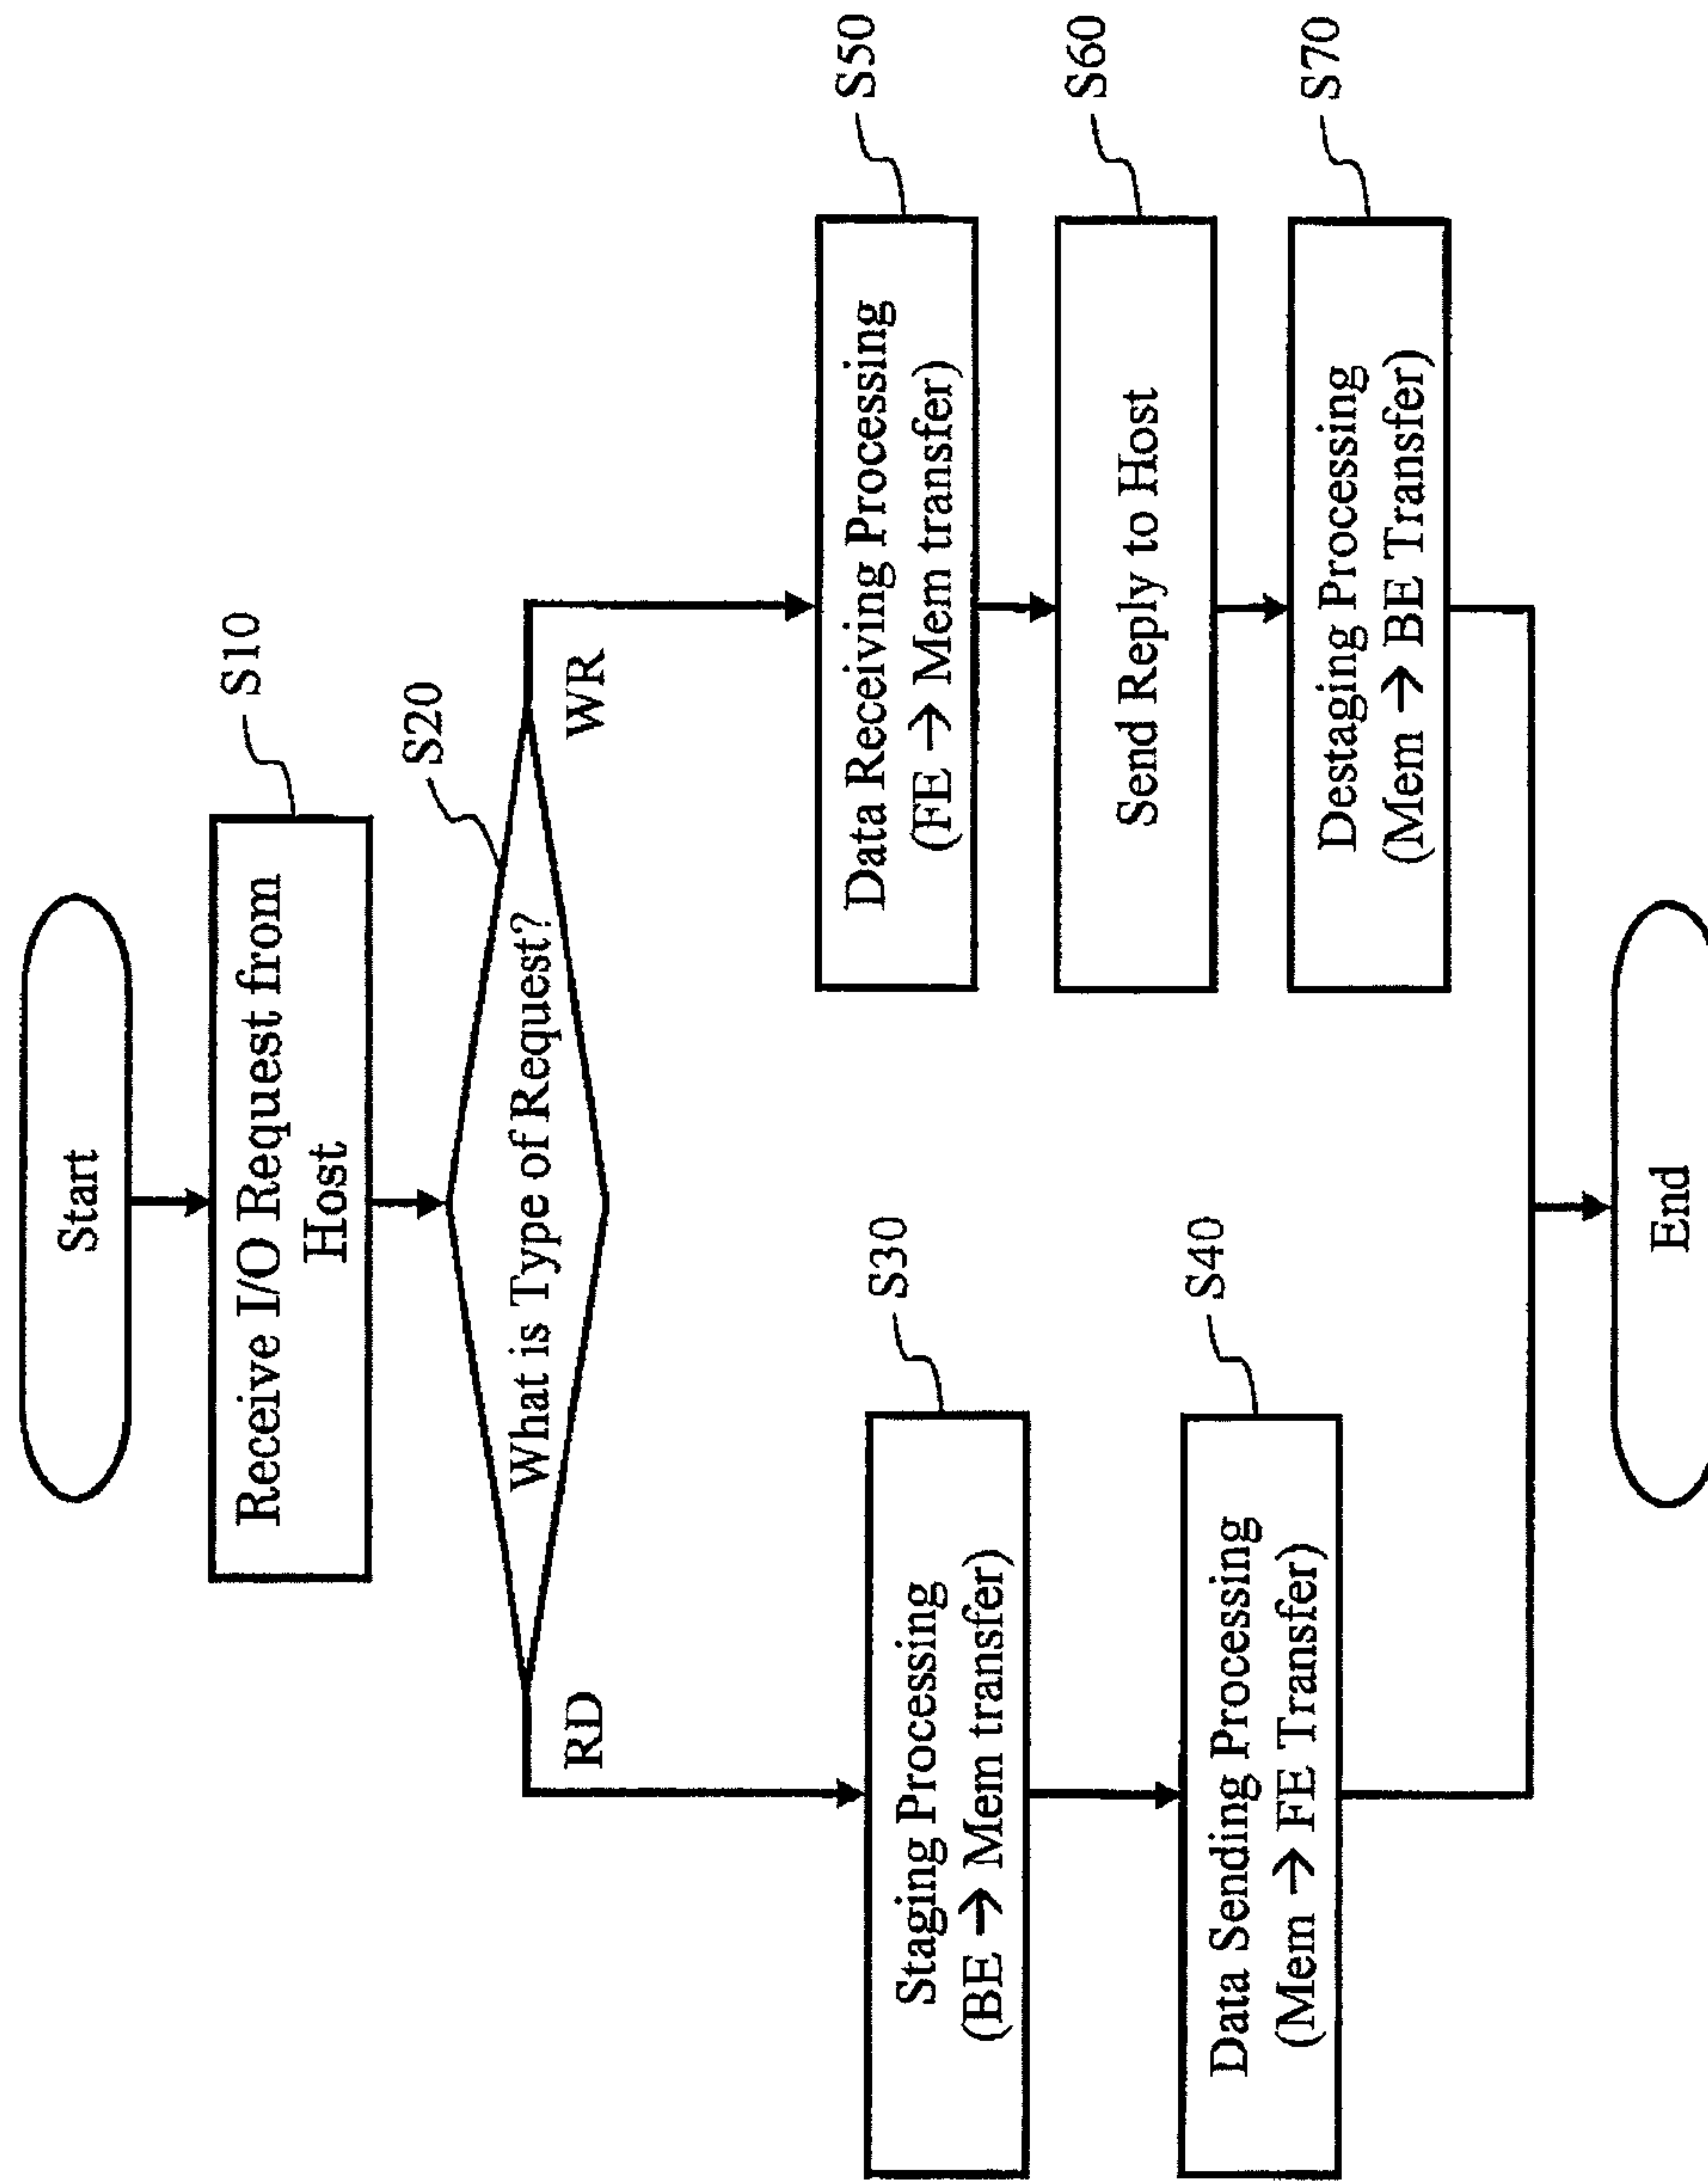 Start
Receive I/O Request from
Host
S10
What is Type of Request?
S20
RD
WR
Staging Processing
(BE → Mem transfer)
S30
Data Sending Processing
(Mem → FE Transfer)
S40
Data Receiving Processing
(FE → Mem transfer)
S50
Send Reply to Host
S60
Destaging Processing
(Mem → BE Transfer)
S70
End